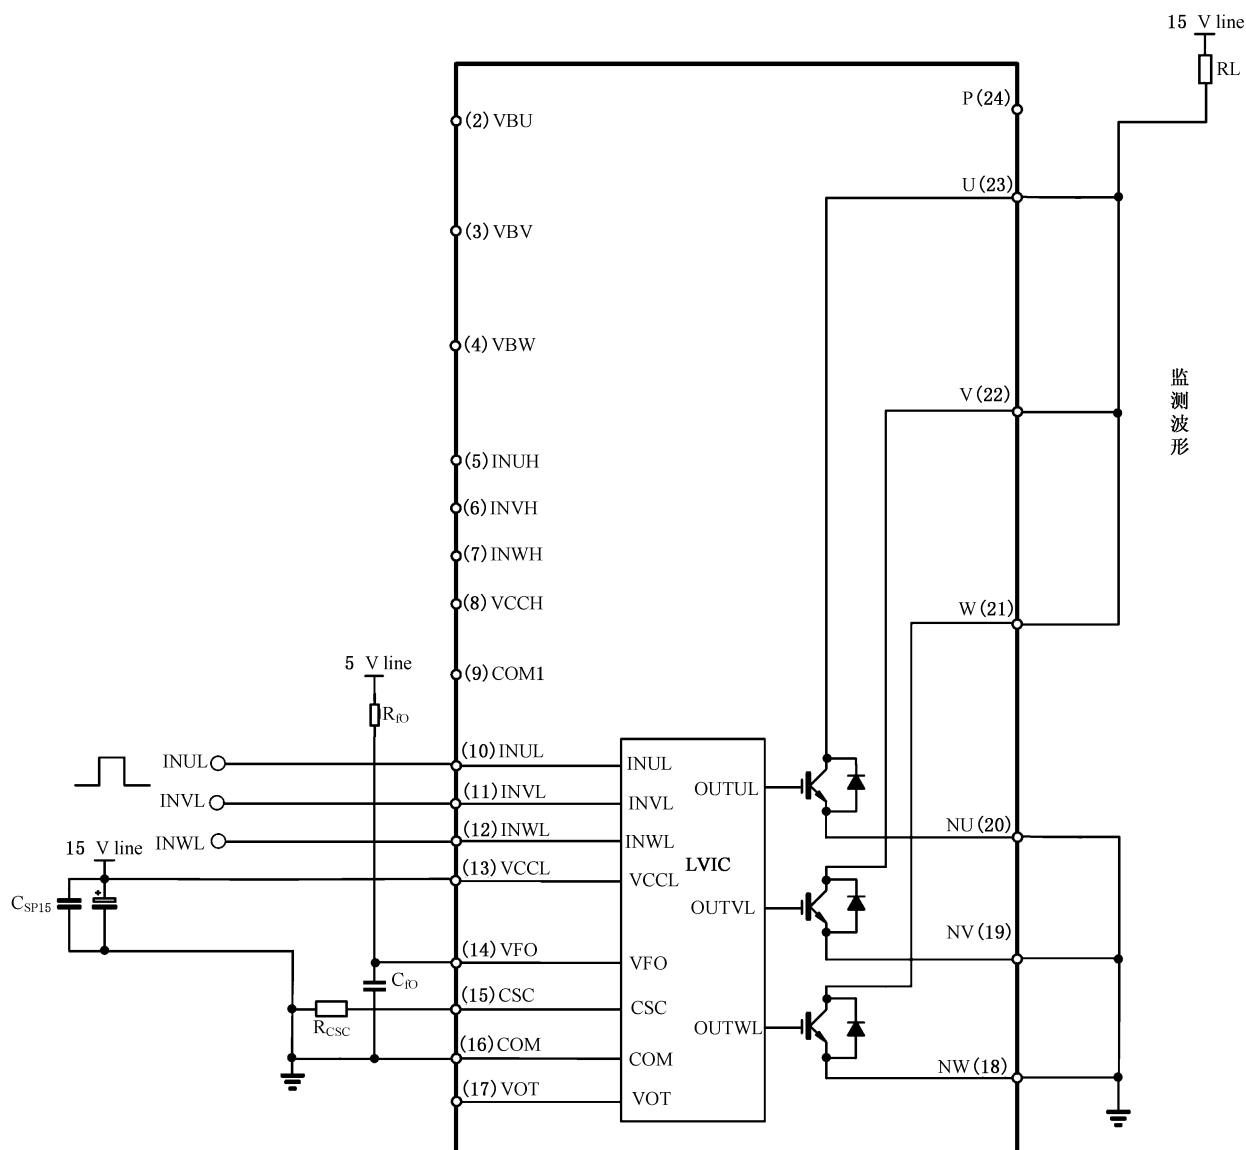 15 V line
RL
P(24)
(2)VBU
U(23)
(3)VBV
(4)VBW
监测波形
V(22)
(5)INUH
(6)INVH
(7)INWH
(8)VCCH
W(21)
5 V line
(9)COM1
RfO
(10)INUL
INUL
INUL
OUTUL
(11)INVL
INVL
INVL
(12)INWL
INWL
INWL
NU(20)
15 V line
LVIC
(13)VCCL
VCCL
CSP15
+
OUTVL
NV(19)
(14)VFO
VFO
CfO
(15)CSC
CSC
RCSC
OUTWL
(16)COM
COM
NW(18)
(17)VOT
VOT